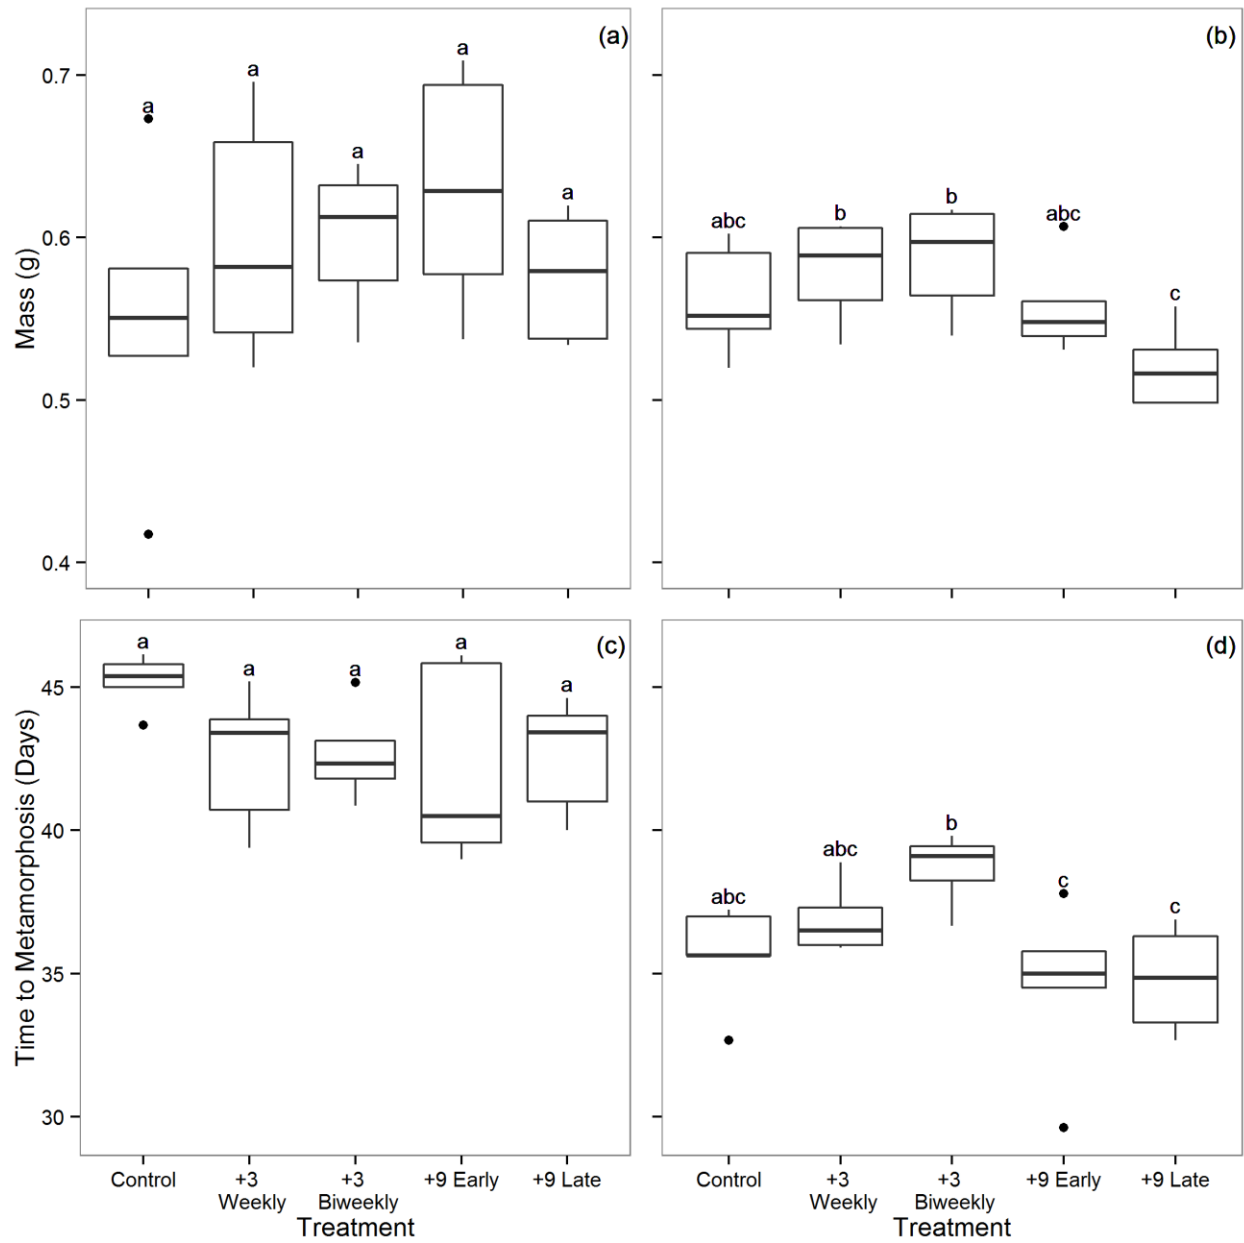 (a)
a
a
a
a
a
0.7
0.6
0.5
0.4
Mass (g)
(b)
abc
b
b
abc
c
(c)
a
a
a
a
a
45
40
35
30
Time to Metamorphosis (Days)
Control
+3
Weekly
+3
Biweekly
+9 Early
+9 Late
Treatment
(d)
abc
abc
b
c
c
Control
+3
Weekly
+3
Biweekly
+9 Early
+9 Late
Treatment